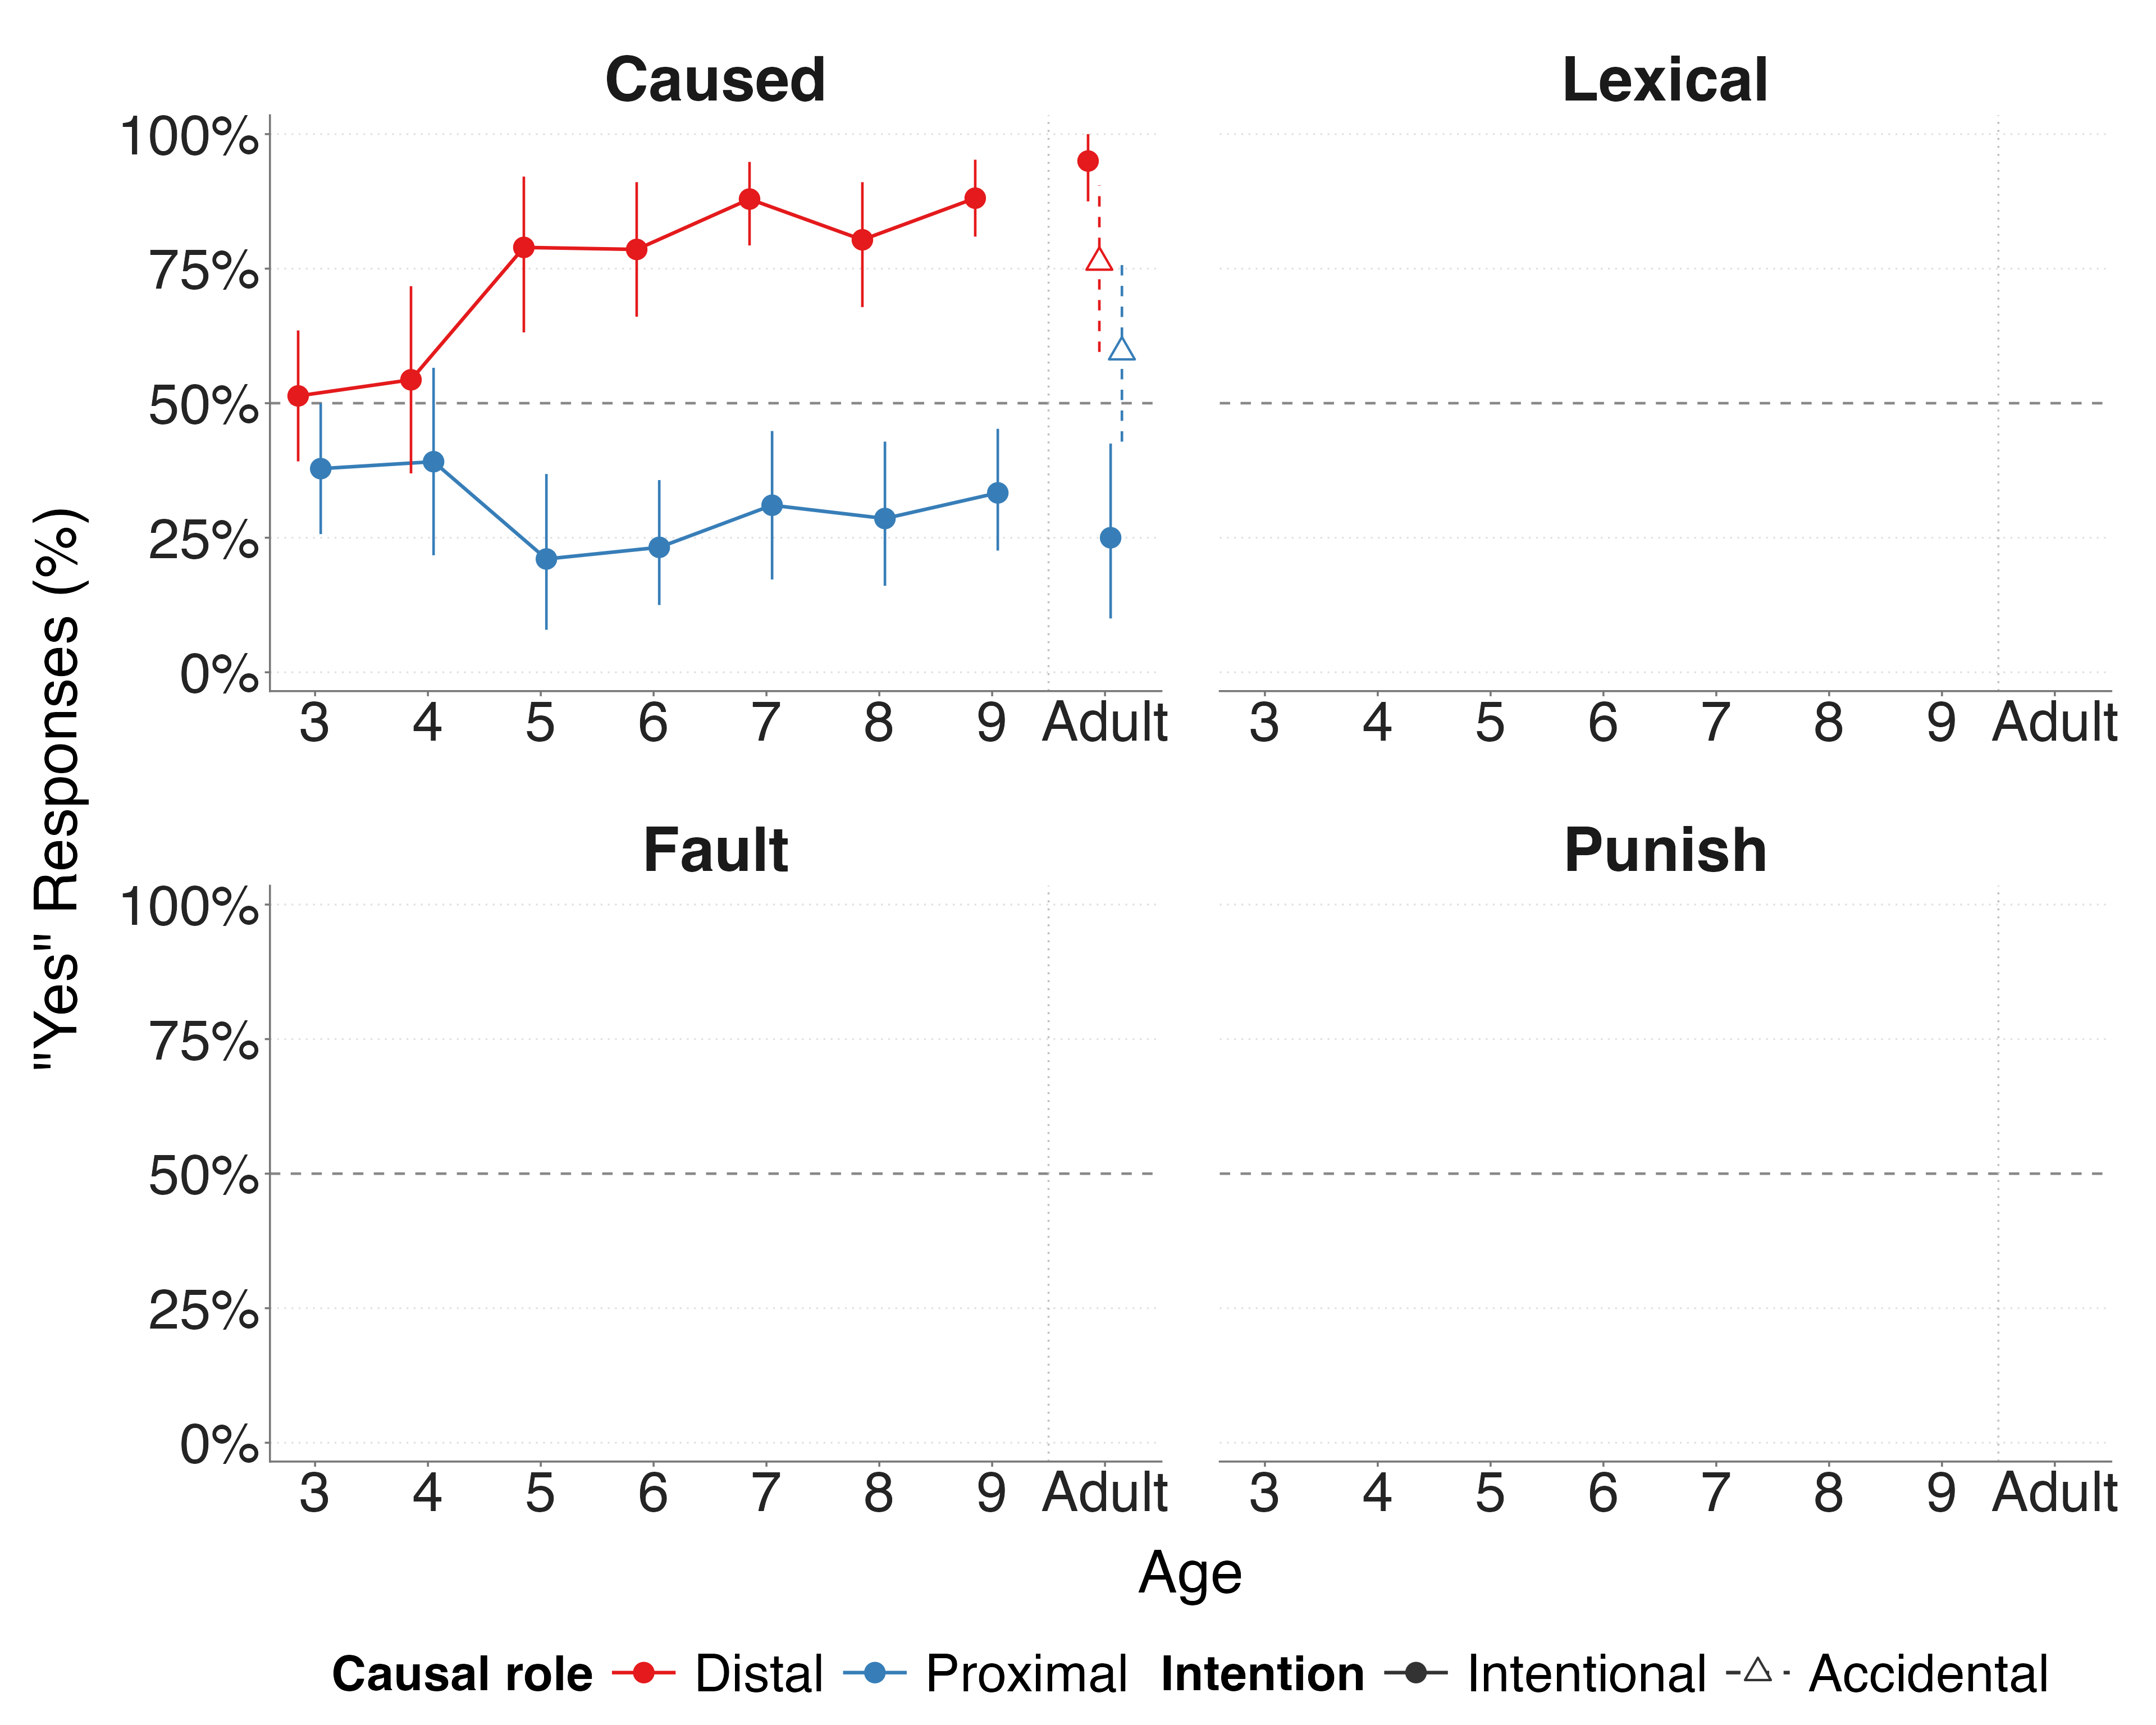 Caused
Lexical
100%
75%
50%
25%
0%
3 4 5 6 7 8 9 Adult
3 4 5 6 7 8 9 Adult
"Yes" Responses (%)
Fault
Punish
100%
75%
50%
25%
0%
3 4 5 6 7 8 9 Adult
3 4 5 6 7 8 9 Adult
Age
Causal role Distal Proximal Intention Intentional Accidental